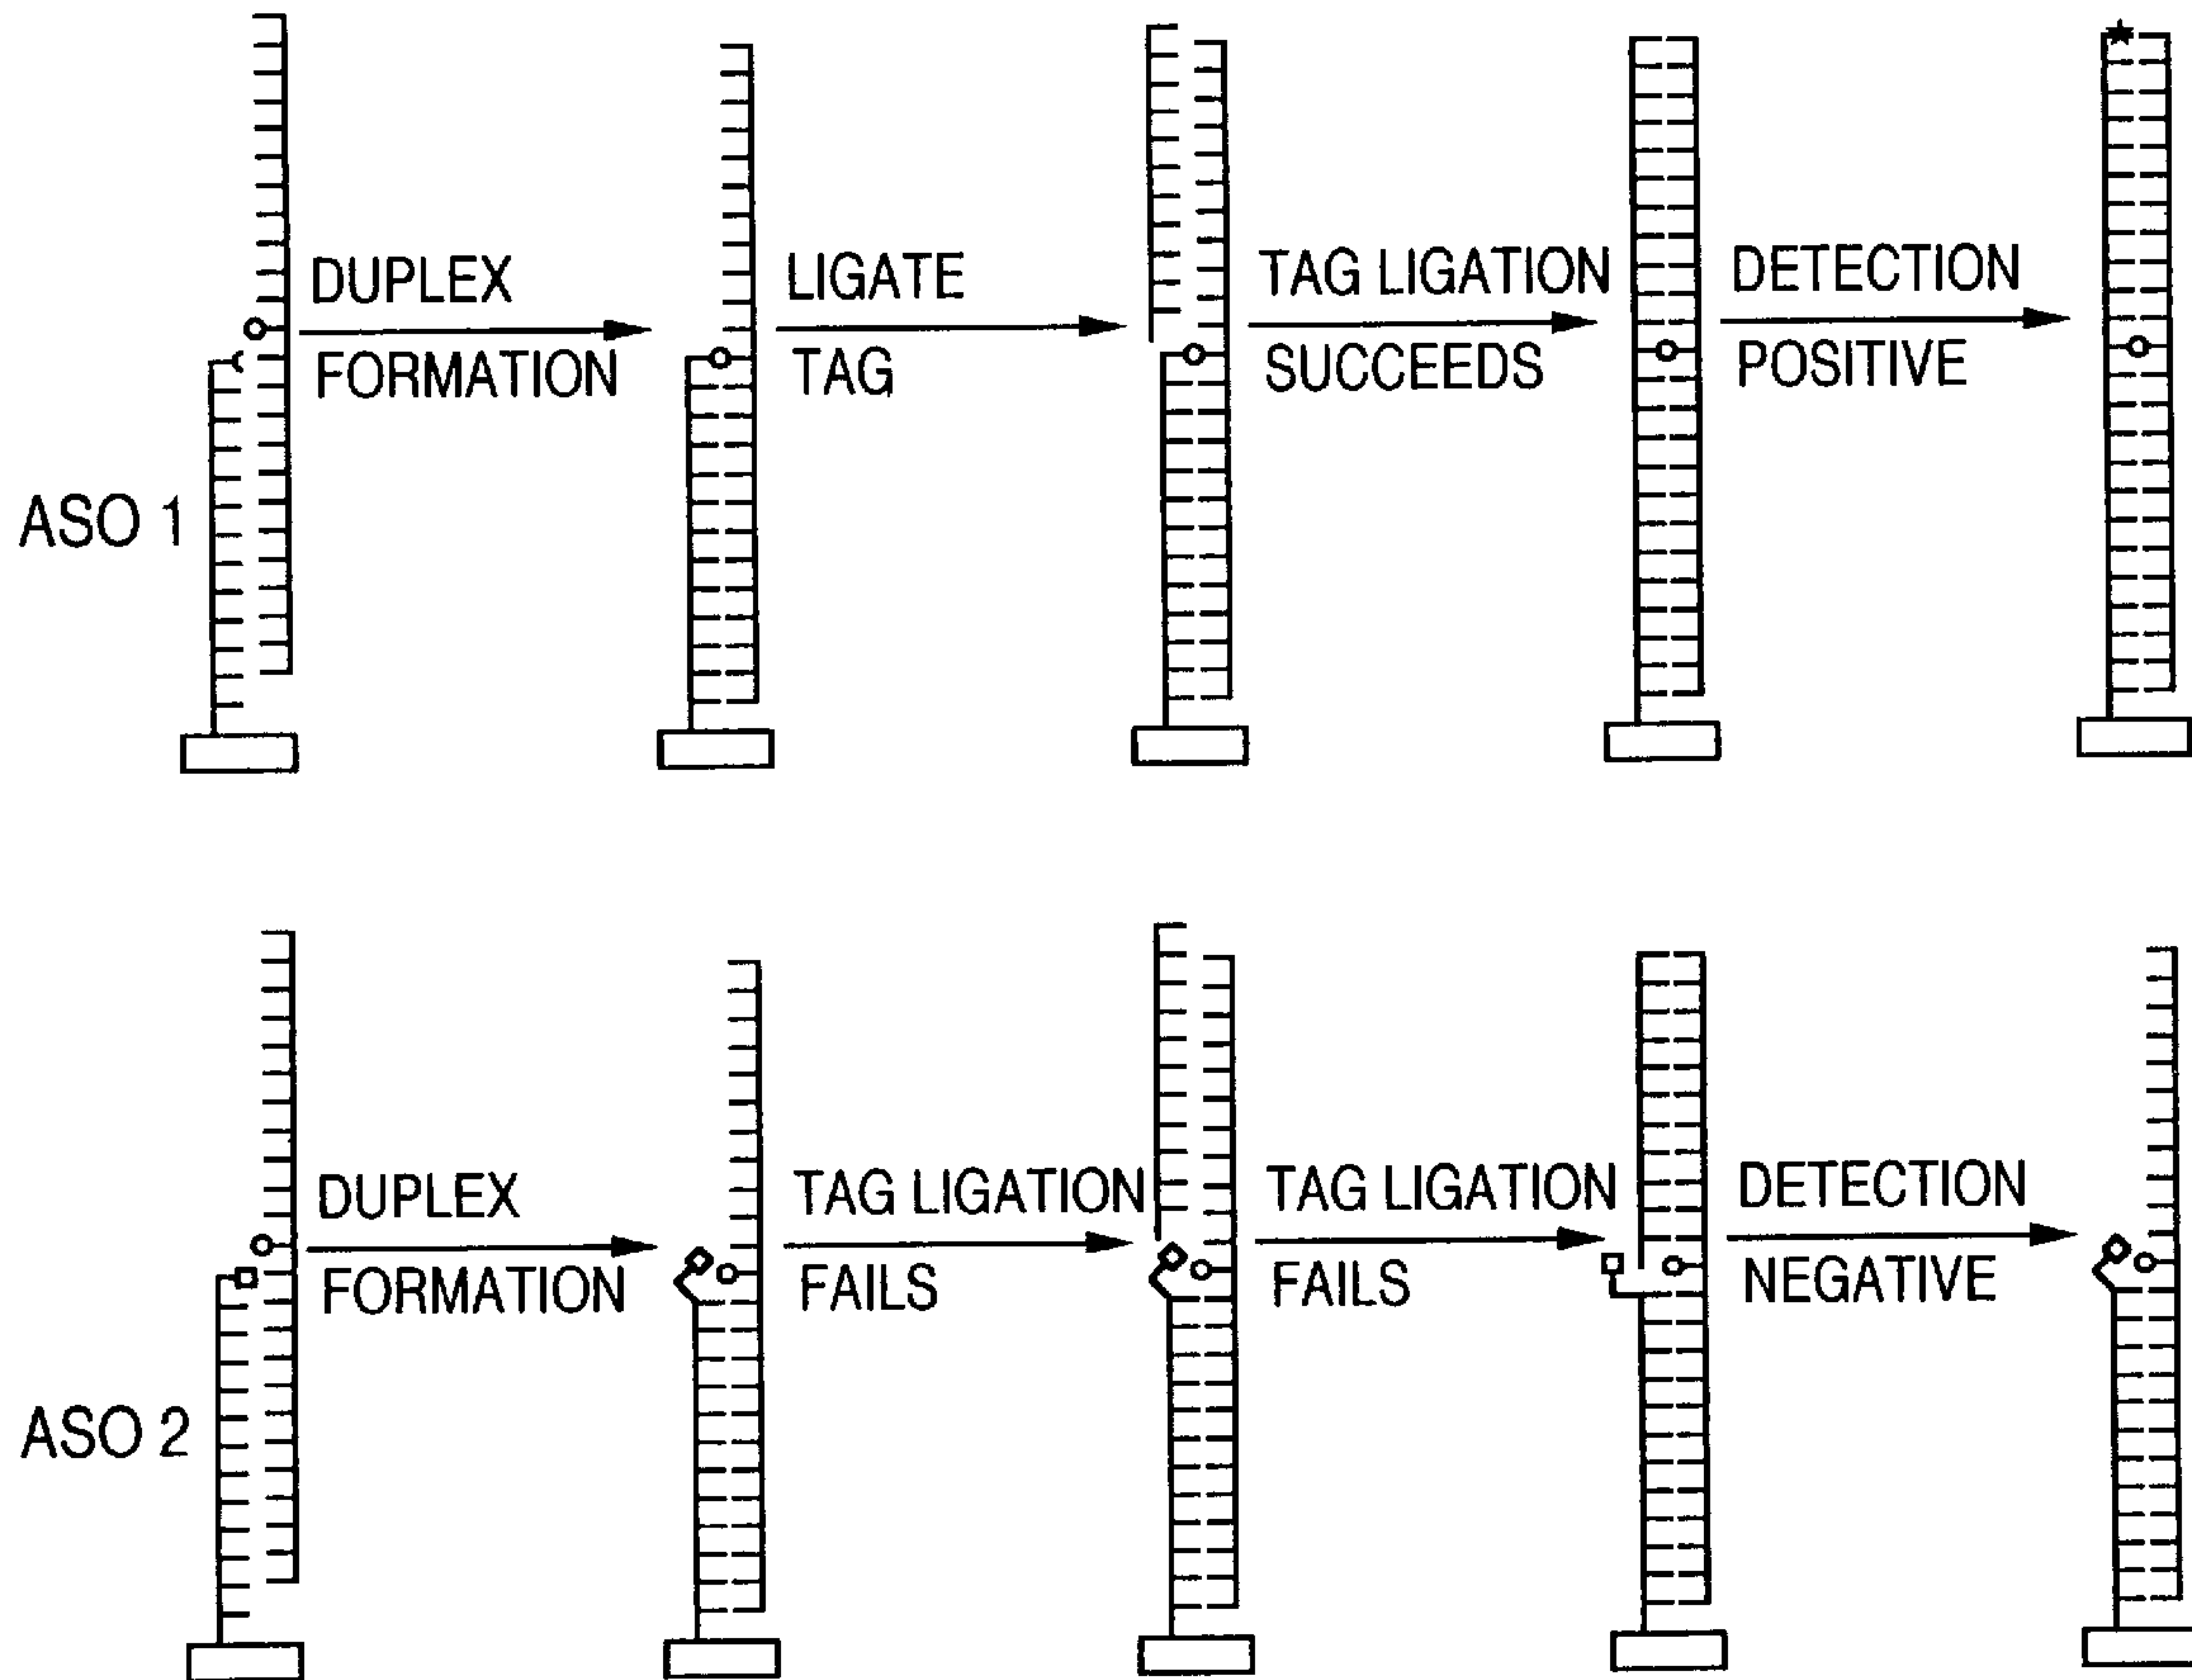 DUPLEX
FORMATION
LIGATE
TAG
TAG LIGATION
SUCCEEDS
DETECTION
POSITIVE
ASO 1
DUPLEX
FORMATION
TAG LIGATION
FAILS
TAG LIGATION
FAILS
DETECTION
NEGATIVE
ASO 2